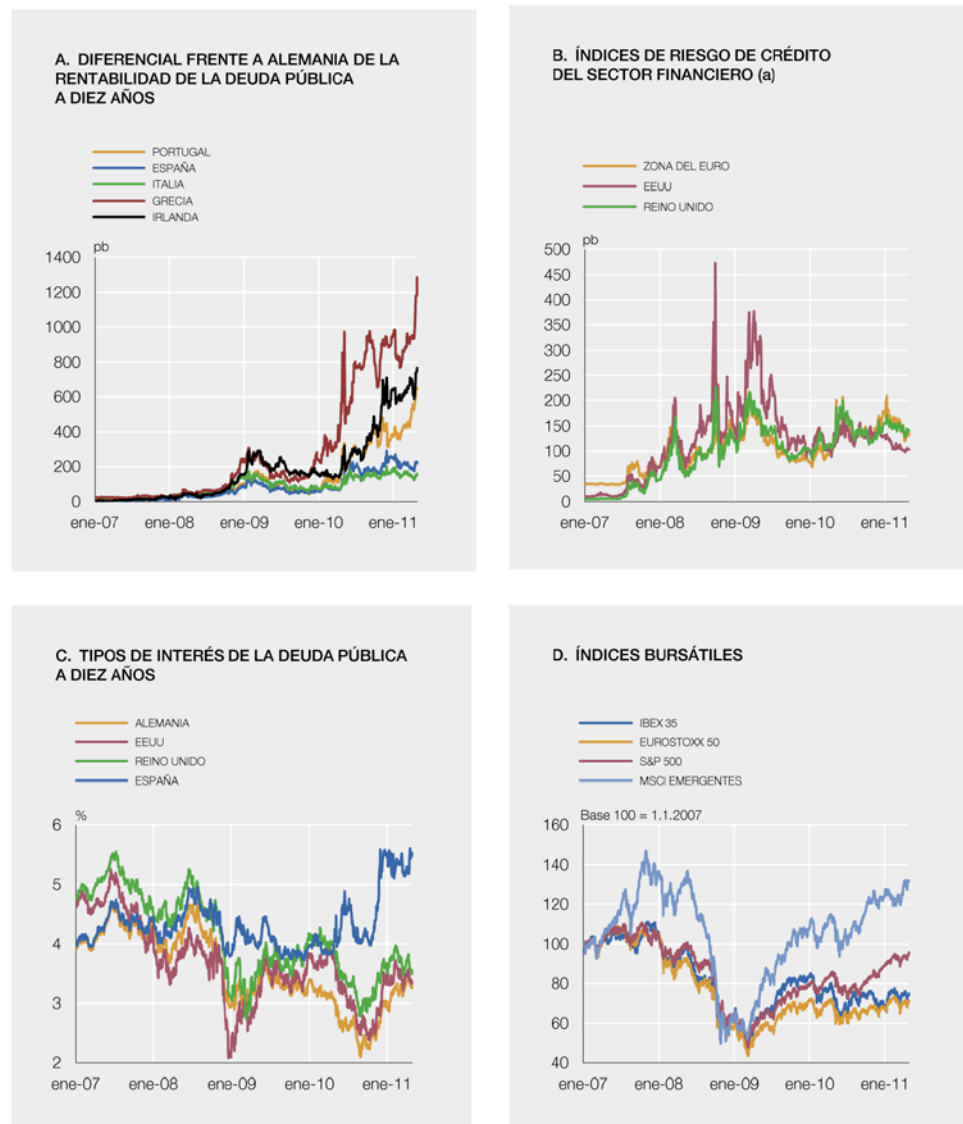 A. DIFERENCIAL FRENTE A ALEMANIA DE LA
RENTABILIDAD DE LA DEUDA PÚBLICA
A DIEZ AÑOS
PORTUGAL
ESPAÑA
ITALIA
GRECIA
IRLANDA
pb
1400
1200
1000
800
600
400
200
0
ene-07 ene-08 ene-09 ene-10 ene-11
B. ÍNDICES DE RIESGO DE CRÉDITO
DEL SECTOR FINANCIERO (a)
ZONA DEL EURO
EEUU
REINO UNIDO
pb
500
450
400
350
300
250
200
150
100
50
0
ene-07 ene-08 ene-09 ene-10 ene-11
C. TIPOS DE INTERÉS DE LA DEUDA PÚBLICA
A DIEZ AÑOS
ALEMANIA
EEUU
REINO UNIDO
ESPAÑA
%
6
5
4
3
2
ene-07 ene-08 ene-09 ene-10 ene-11
D. ÍNDICES BURSÁTILES
IBEX 35
EUROSTOXX 50
S&P 500
MSCI EMERGENTES
Base 100 = 1.1.2007
160
140
120
100
80
60
40
ene-07 ene-08 ene-09 ene-10 ene-11